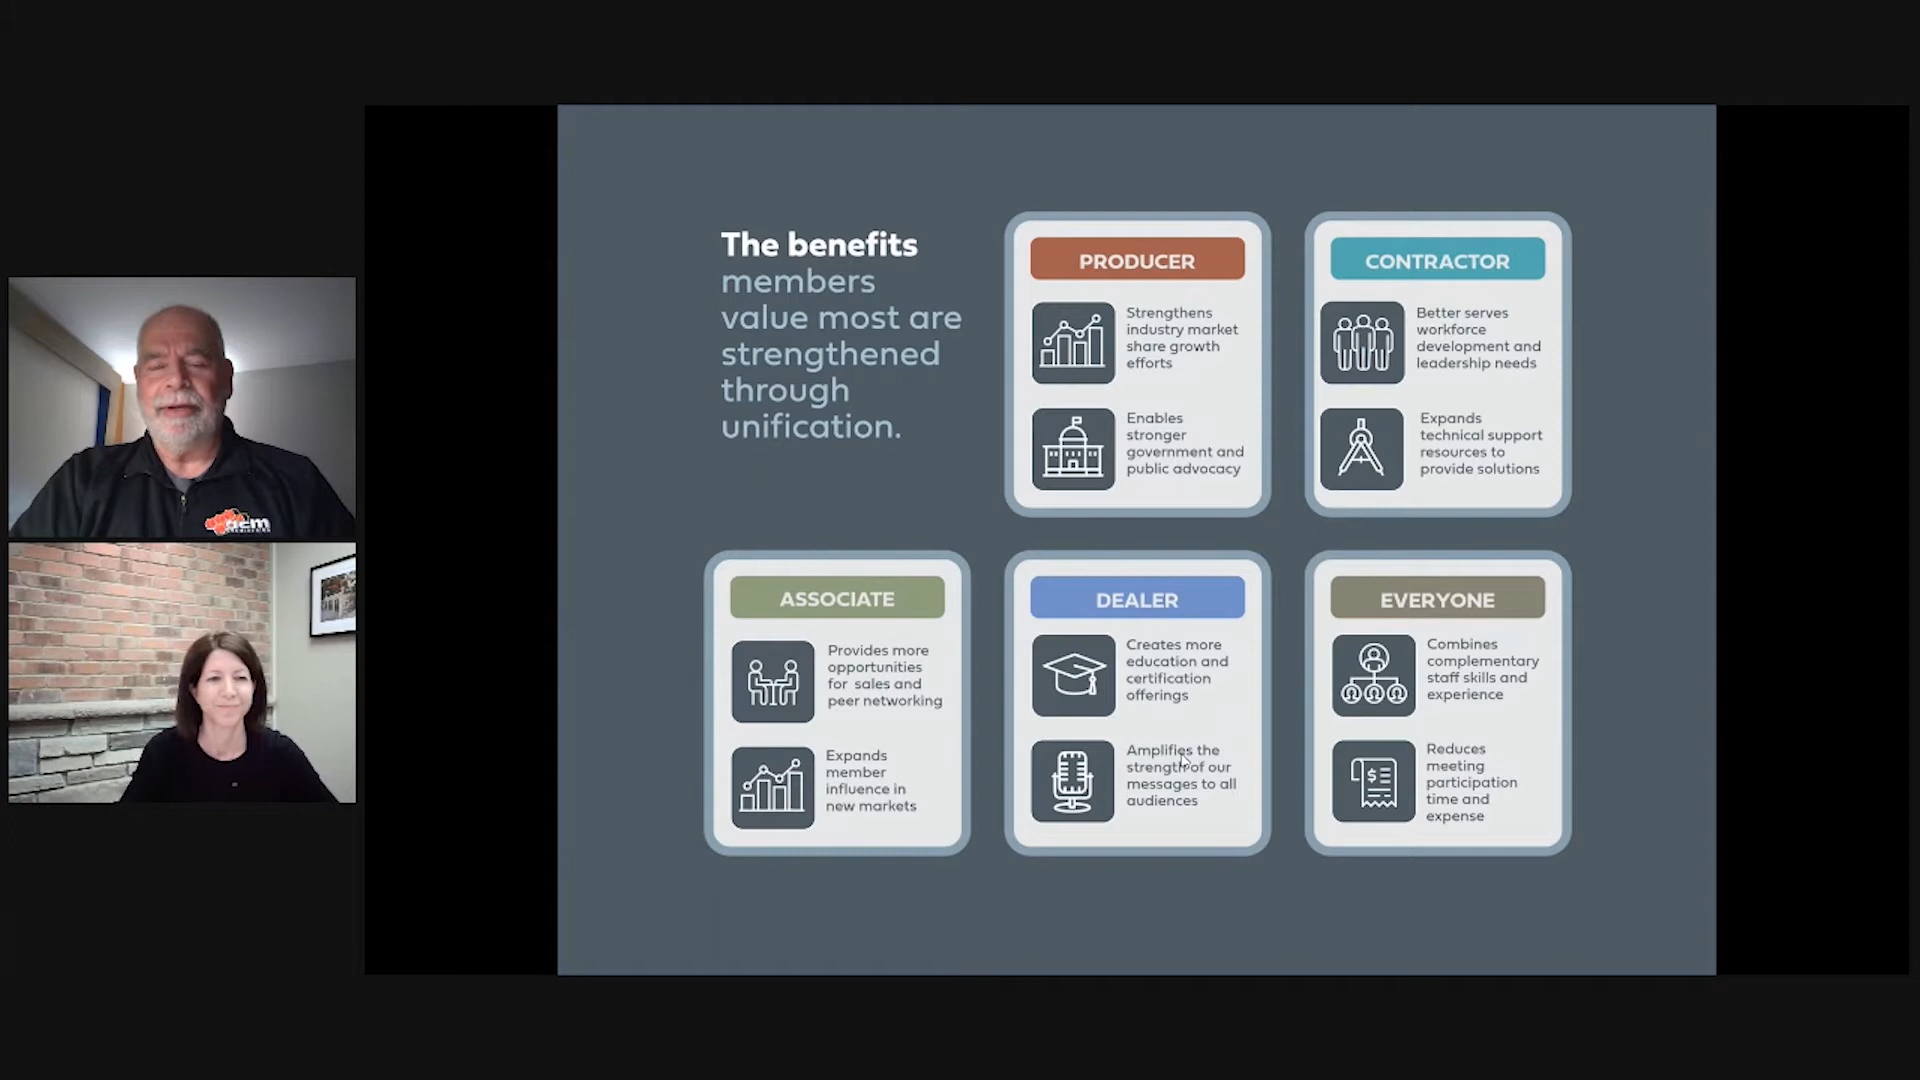 The benefits
members
value most are
strengthened
through
unification.
PRODUCER
Strengthens
industry market
share growth
efforts
Enables
stronger
government and
public advocacy
CONTRACTOR
Better serves
workforce
development and
leadership needs
Expands
technical support
resources to
provide solutions
ASSOCIATE
Provides more
opportunities
for sales and
peer networking
Expands
member
influence in
new markets
DEALER
Creates more
education and
certification
offerings
Amplifies the
strength of our
messages to all
audiences
EVERYONE
Combines
complementary
staff skills and
experience
Reduces
meeting
participation
time and
expense
$
acm